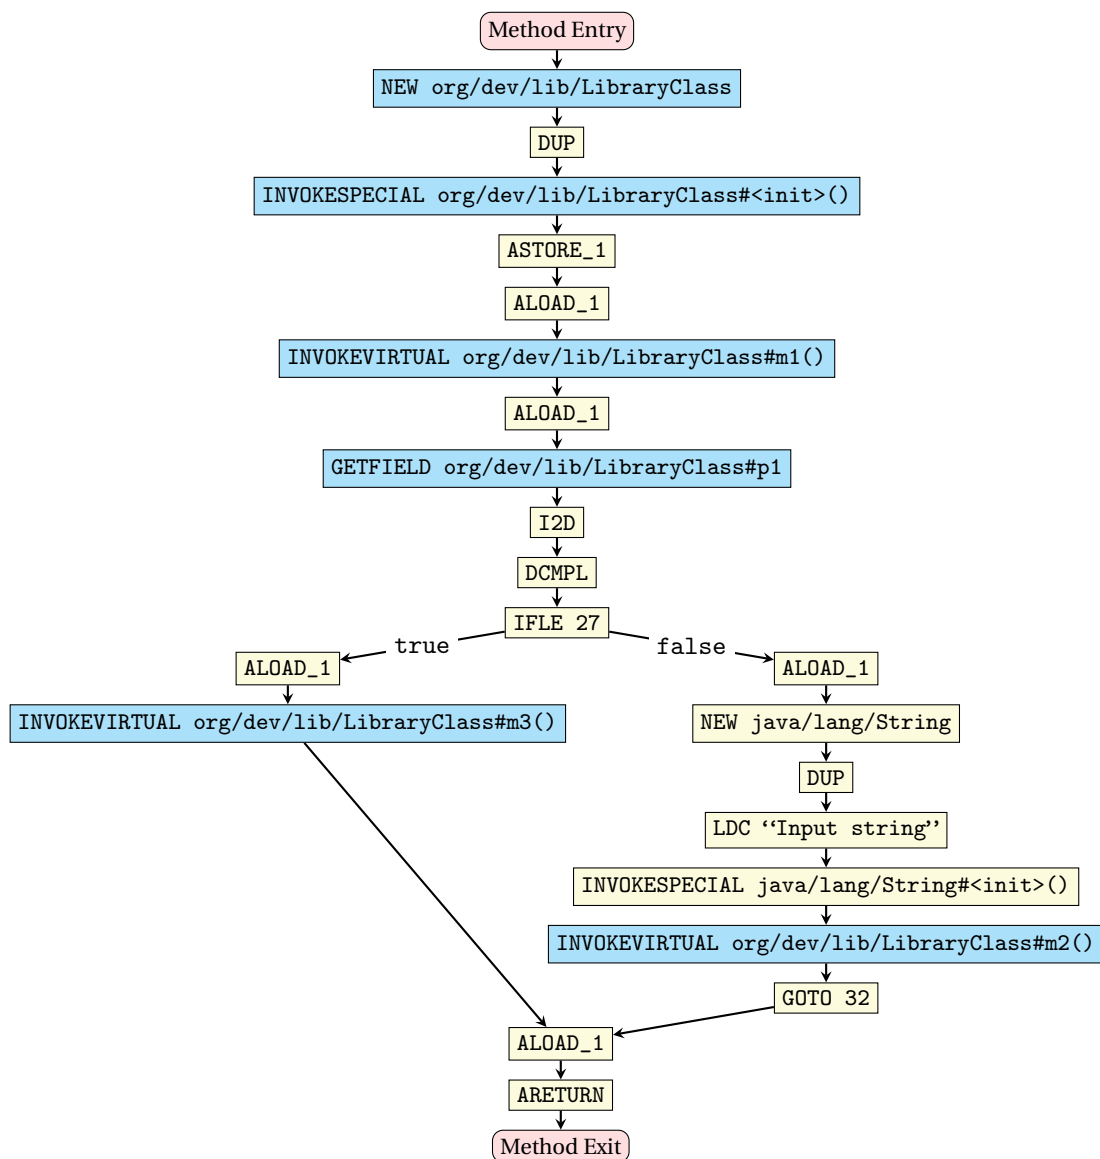 Method Entry
NEW org/dev/lib/LibraryClass
DUP
INVOKESPECIAL org/dev/lib/LibraryClass#<init>()
ASTORE_1
ALOAD_1
INVOKEVIRTUAL org/dev/lib/LibraryClass#m1()
ALOAD_1
GETFIELD org/dev/lib/LibraryClass#p1
I2D
DCMPL
IFLE 27
true
false
ALOAD_1
INVOKEVIRTUAL org/dev/lib/LibraryClass#m3()
ALOAD_1
NEW java/lang/String
DUP
LDC “Input string”
INVOKESPECIAL java/lang/String#<init>()
INVOKEVIRTUAL org/dev/lib/LibraryClass#m2()
GOTO 32
ALOAD_1
ARETURN
Method Exit